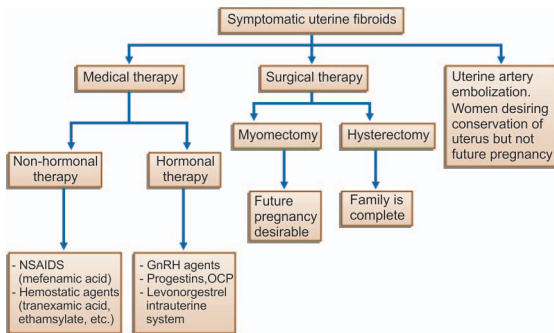 Symptomatic uterine fibroids
Medical therapy
Surgical therapy
Uterine artery
embolization.
Women desiring
conservation of
uterus but not
future pregnancy
Myomectomy
Hysterectomy
Non-hormonal
therapy
Hormonal
therapy
Future
pregnancy
desirable
Family is
complete
- NSAIDS
(mefenamic acid)
- Hemostatic agents
(tranexamic acid,
ethamsylate, etc.)
- GnRH agents
- Progestins,OCP
- Levonorgestrel
intrauterine
system